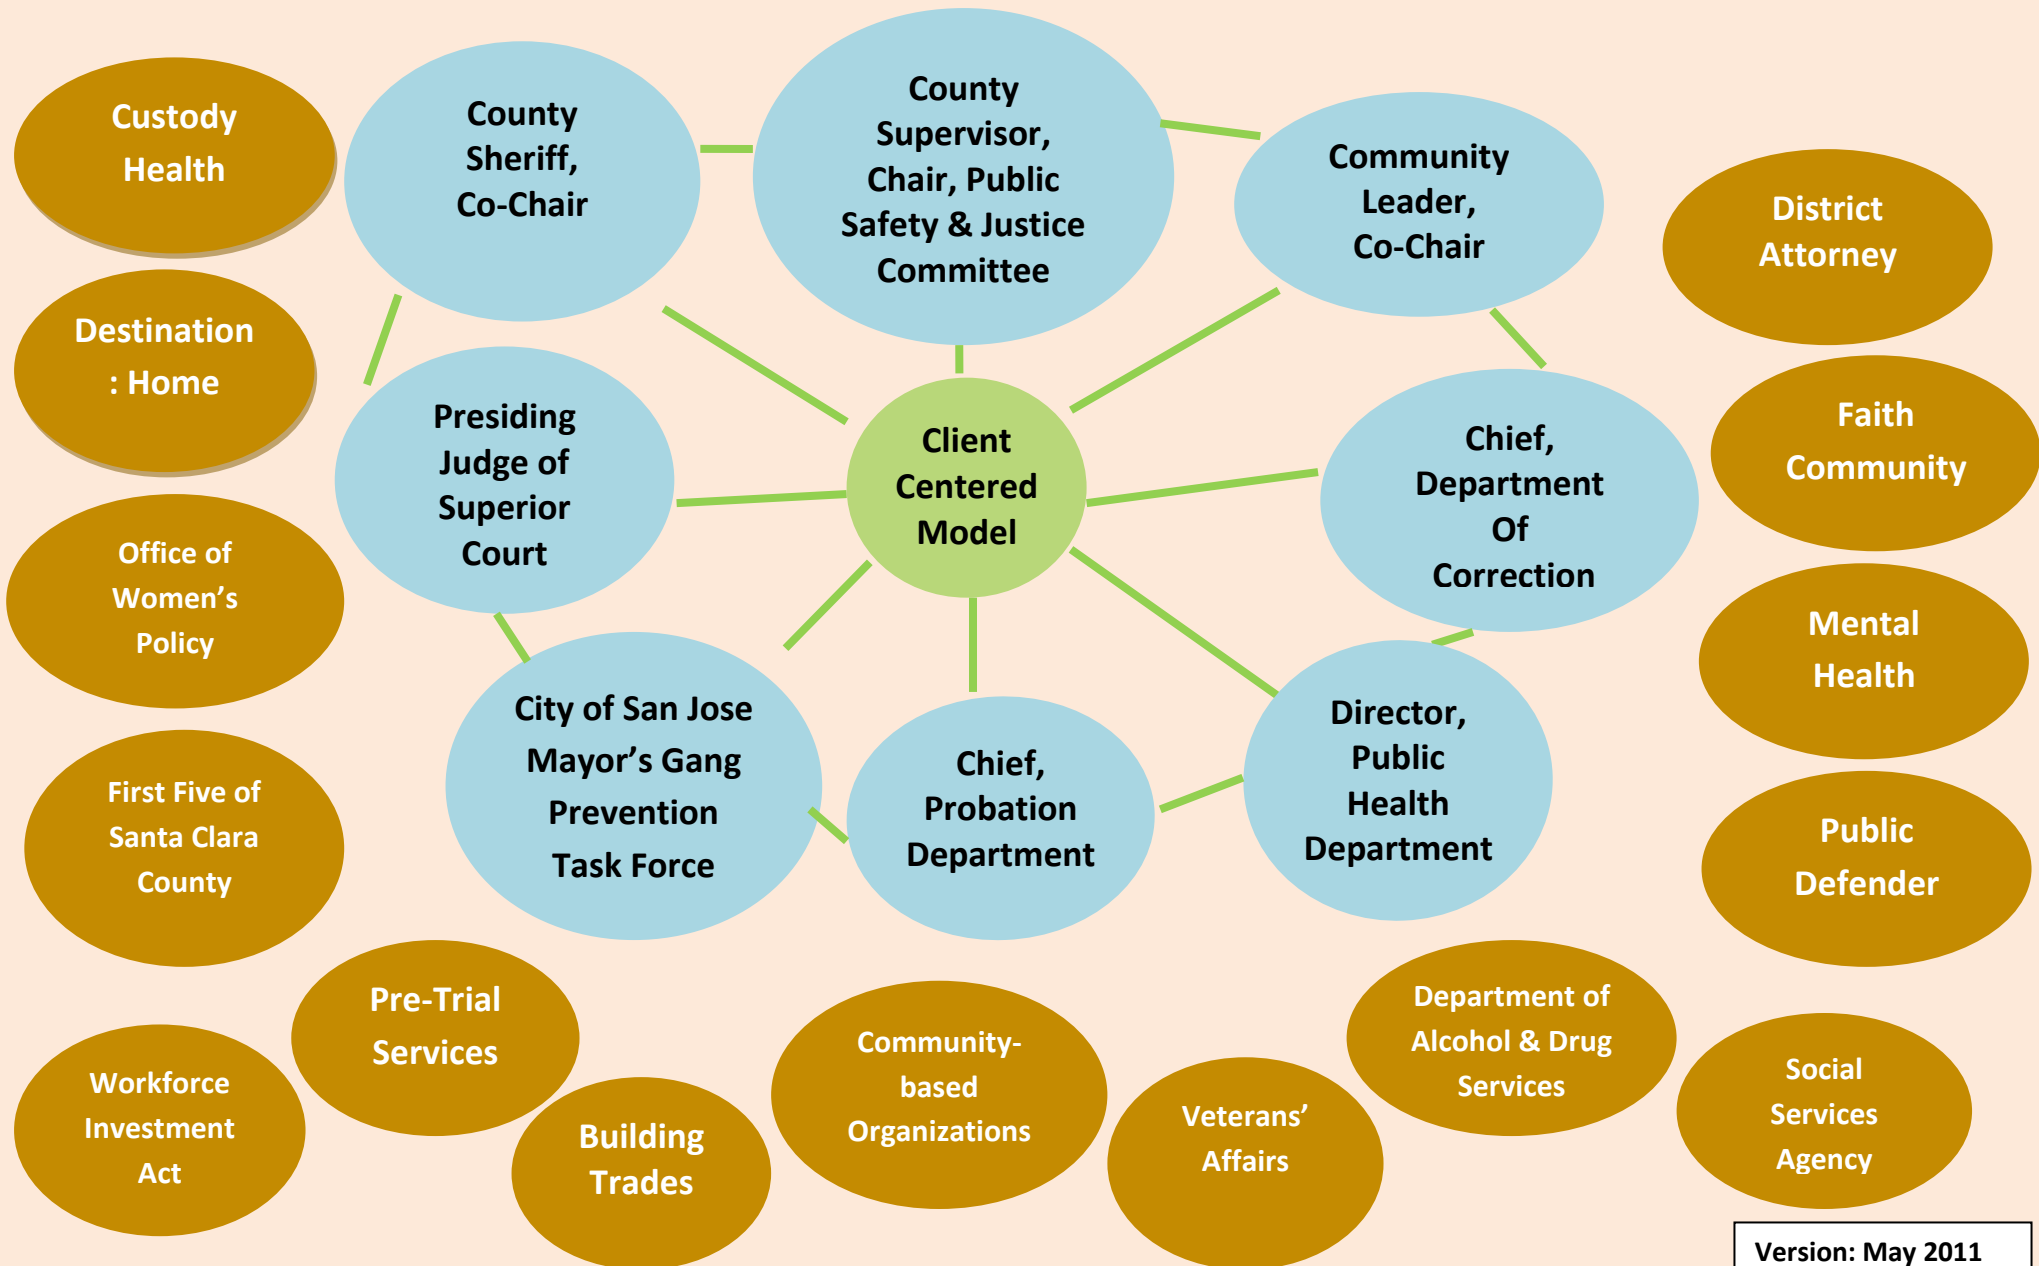 Custody
Health
County
Sheriff,
Co-Chair
County
Supervisor,
Chair, Public
Safety & Justice
Committee
Community
Leader,
Co-Chair
District
Attorney
Destination
: Home
Presiding
Judge of
Superior
Court
Client
Centered
Model
Chief,
Department
Of
Correction
Faith
Community
Office of
Women’s
Policy
Mental
Health
City of San Jose
Mayor’s Gang
Prevention
Task Force
Chief,
Probation
Department
Director,
Public
Health
Department
First Five of
Santa Clara
County
Public
Defender
Pre-Trial
Services
Community-
based
Organizations
Department of
Alcohol & Drug
Services
Workforce
Investment
Act
Building
Trades
Veterans’
Affairs
Social
Services
Agency
Version: May 2011